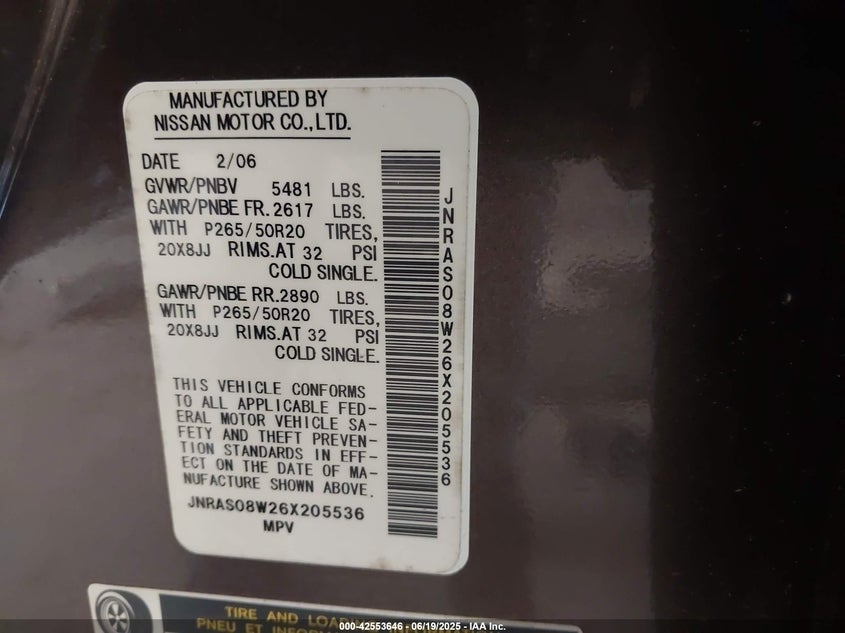 MANUFACTURED BY
NISSAN MOTOR CO., LTD.
DATE 2/06
GVWR/PNBV 5481 LBS.
GAWR/PNBE FR. 2617 LBS.
WITH P265/50R20 TIRES,
20X8JJ RIMS.AT 32 PSI
COLD SINGLE.
GAWR/PNBE RR. 2890 LBS.
WITH P265/50R20 TIRES,
20X8JJ RIMS.AT 32 PSI
COLD SINGLE.
THIS VEHICLE CONFORMS
TO ALL APPLICABLE FED-
ERAL MOTOR VEHICLE SA-
FETY AND THEFT PREVEN-
TION STANDARDS IN EFF-
ECT ON THE DATE OF MA-
NUFACTURE SHOWN ABOVE.
JNRAS08W26X205536
MPV
JNRAS08W26X205536
TIRE AND
PNEU ET
000-42553646 - 06/19/2025 - IAA Inc.